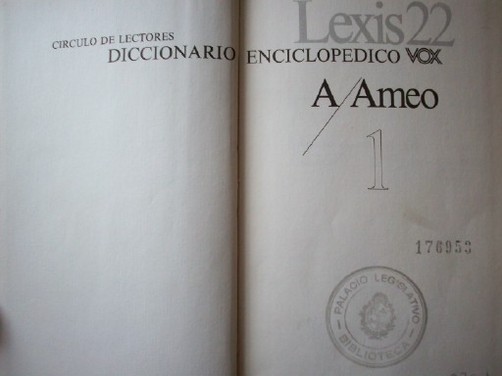 Lexis22
CIRCULO DE LECTORES
DICCIONARIO ENCICLOPEDICO VOX
A/Ameo
1
176953
PALACIO LEGISLATIVO
BIBLIOTECA